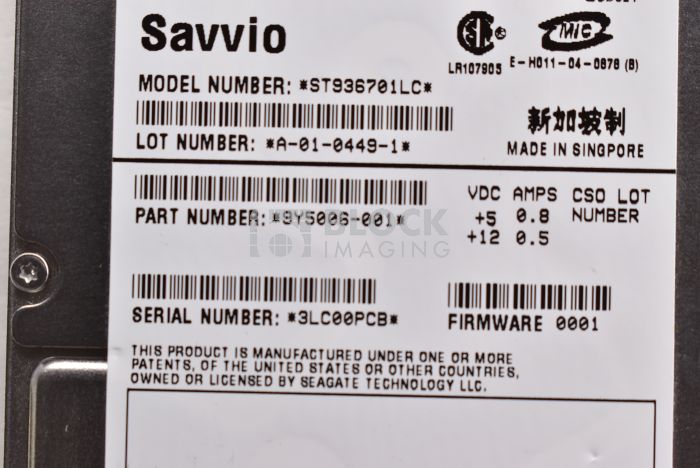 Savvio
MIC
LR107905
E-H011-04-0876 (B)
MODEL NUMBER: *ST936701LC*
LOT NUMBER: *A-01-0449-1*
新加坡制
MADE IN SINGPORE
PART NUMBER: *9Y5006-001*
VDC AMPS CSO LOT
+5 0.8 NUMBER
+12 0.5
BLOCK
IMAGING
SERIAL NUMBER: *3LC00PCB*
FIRMWARE 0001
THIS PRODUCT IS MANUFACTURED UNDER ONE OR MORE
PATENTS, OF THE UNITED STATES OR OTHER COUNTRIES,
OWNED OR LICENSED BY SEAGATE TECHNOLOGY LLC.